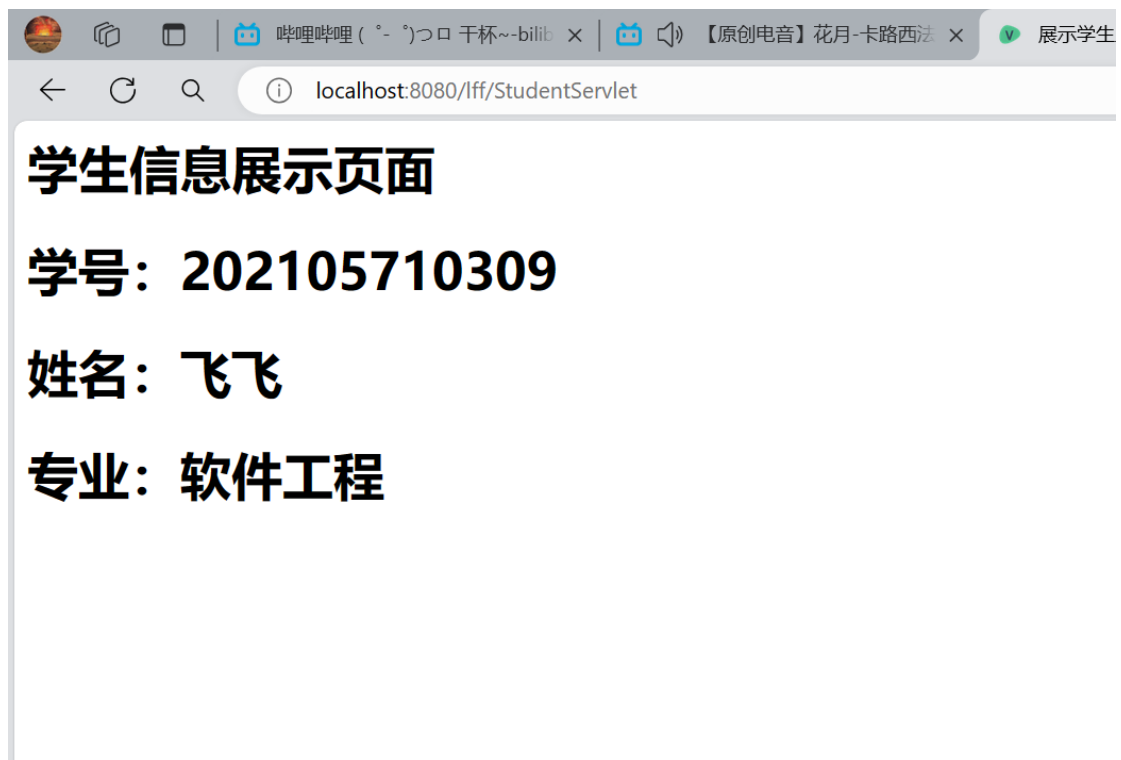 哔哩哔哩 (゜-゜)つロ 干杯~-bilib
【原创电音】花月-卡路西法
展示学生
localhost:8080/lff/StudentServlet
学生信息展示页面
学号：202105710309
姓名：飞飞
专业：软件工程